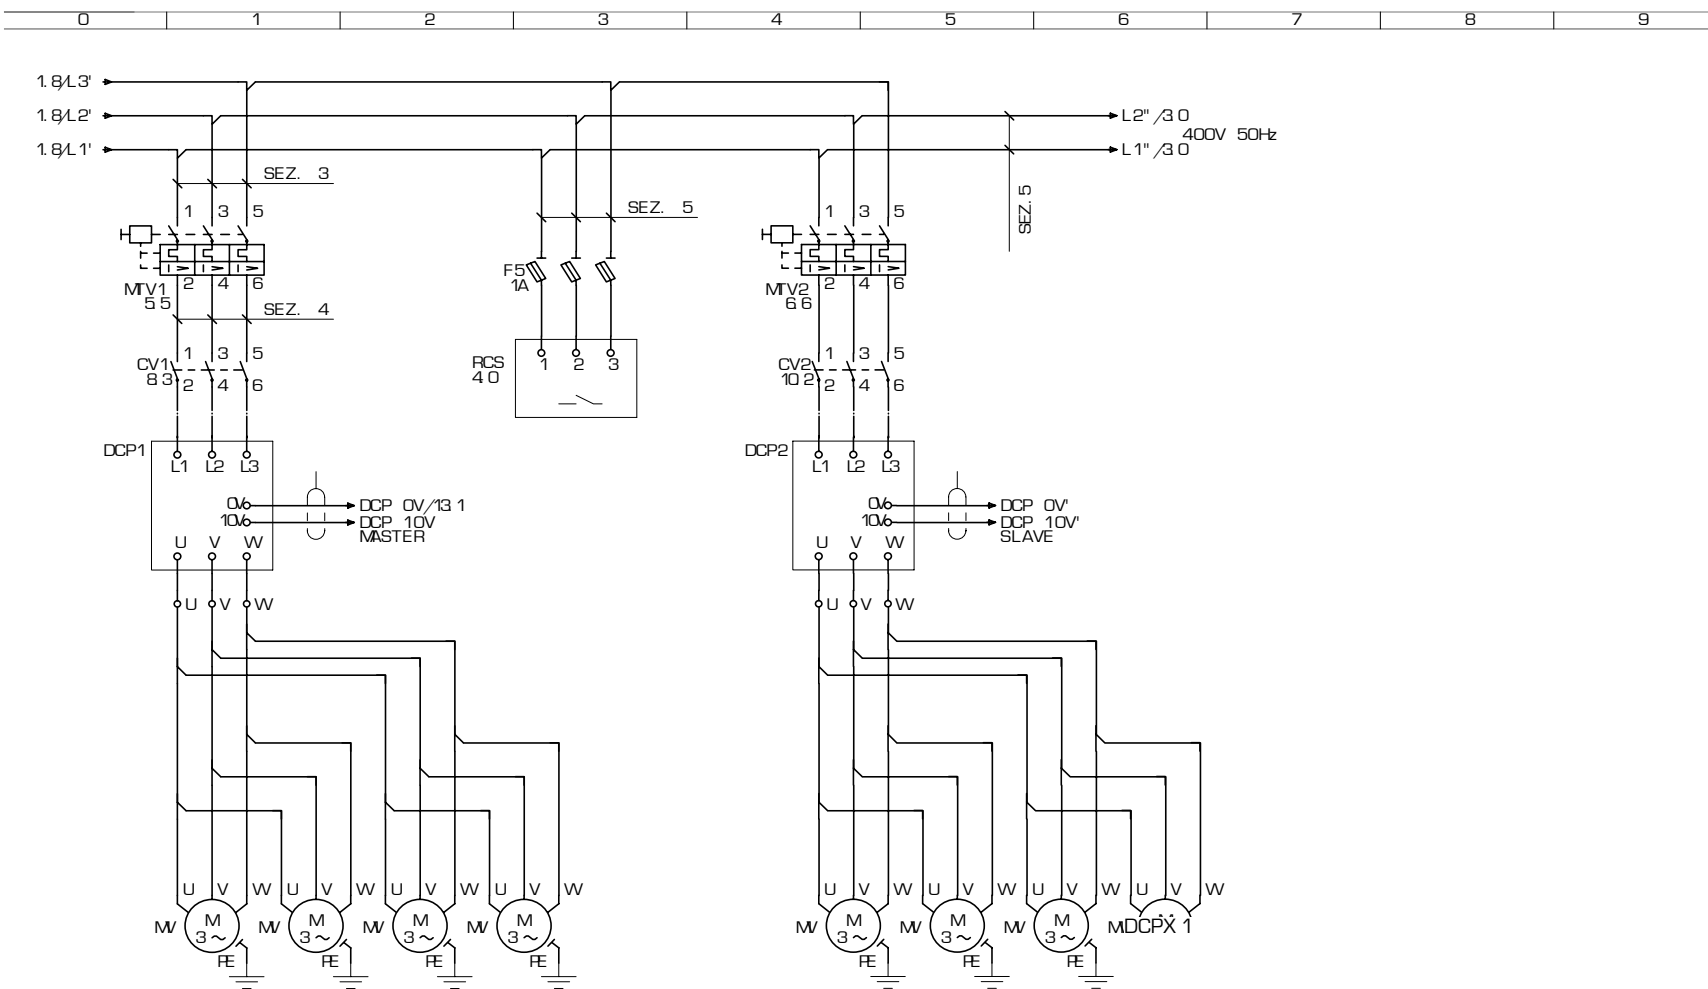 0 1 2 3 4 5 6 7 8 9
1.8/L3'
1.8/L2' L2"/3.0
400V 50Hz
1.8/L1' L1"/3.0
SEZ. 3
SEZ. 5
SEZ. 5
1 3 5
1 3 5
F5
1A
2 4 6
2 4 6
MTV1
5.5
MTV2
6.6
SEZ. 4
1 3 5
1 3 5
CV1
8.3
2 4 6
RCS
4.0
1 2 3
CV2
10.2
2 4 6
DCP1
L1 L2 L3
DCP2
L1 L2 L3
0V DCP 0V/13.1
10V DCP 10V
MASTER
0V DCP 0V'
10V DCP 10V'
SLAVE
U V W
U V W
U V W
U V W
U V W U V W U V W U V W
U V W U V W U V W U V W
MV M 3~ MV M 3~ MV M 3~ MV M 3~
MV M 3~ MV M 3~ MV M 3~ DCPX 1
PE PE PE PE
PE PE PE